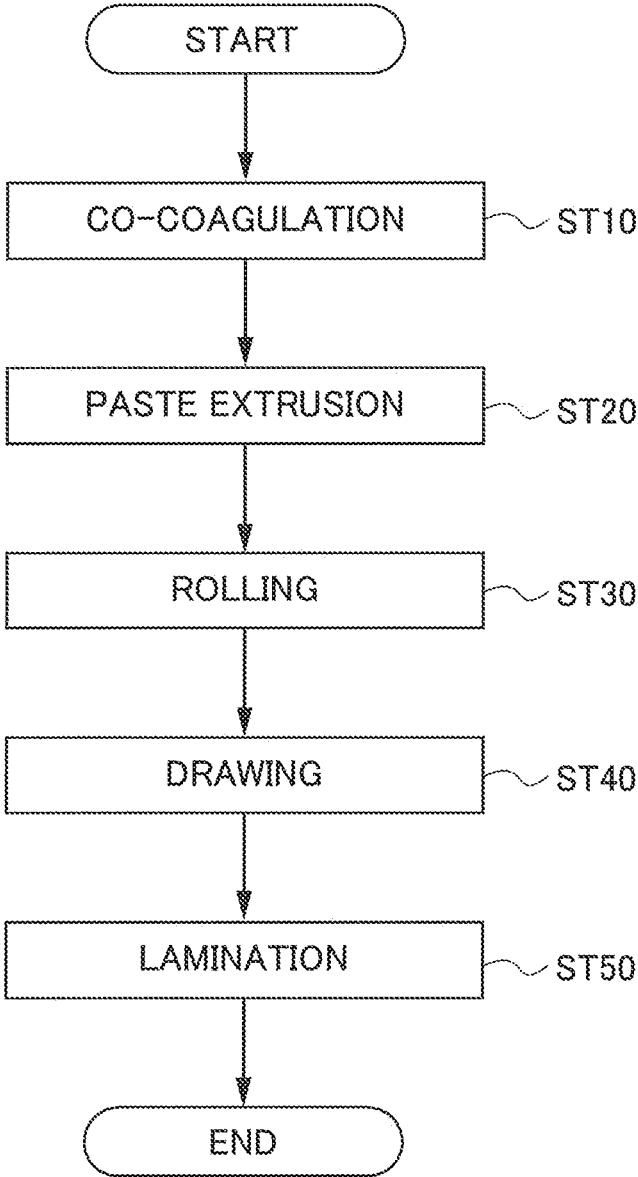 START
CO-COAGULATION
ST10
PASTE EXTRUSION
ST20
ROLLING
ST30
DRAWING
ST40
LAMINATION
ST50
END